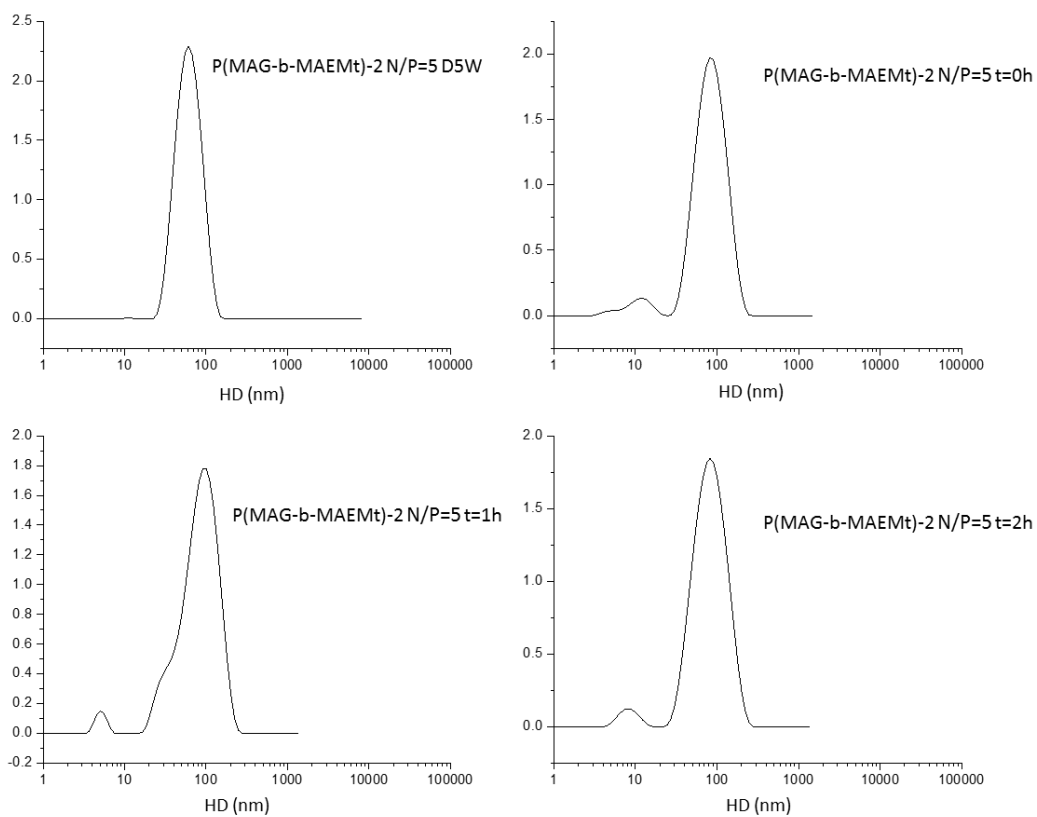 2.5
2.0
1.5
1.0
0.5
0.0
P(MAG-b-MAEMt)-2 N/P=5 D5W
1 10 100 1000 10000 100000
HD (nm)
2.0
1.5
1.0
0.5
0.0
P(MAG-b-MAEMt)-2 N/P=5 t=0h
1 10 100 1000 10000 100000
HD (nm)
2.0
1.8
1.6
1.4
1.2
1.0
0.8
0.6
0.4
0.2
0.0
-0.2
P(MAG-b-MAEMt)-2 N/P=5 t=1h
1 10 100 1000 10000 100000
HD (nm)
2.0
1.5
1.0
0.5
0.0
P(MAG-b-MAEMt)-2 N/P=5 t=2h
1 10 100 1000 10000 100000
HD (nm)